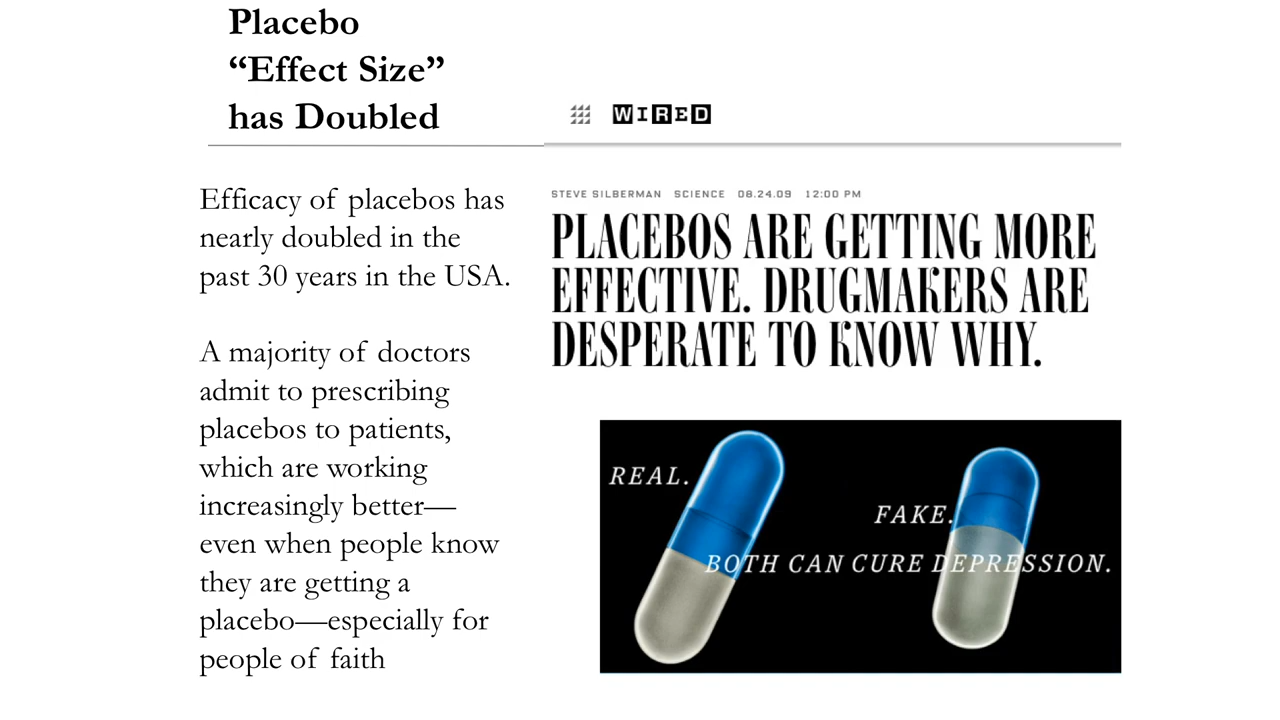 Placebo
“Effect Size”
has Doubled
WIRED
Efficacy of placebos has
nearly doubled in the
past 30 years in the USA.
A majority of doctors
admit to prescribing
placebos to patients,
which are working
increasingly better—
even when people know
they are getting a
placebo—especially for
people of faith
STEVE SILBERMAN SCIENCE 08.24.09 12:00 PM
PLACEBOS ARE GETTING MORE
EFFECTIVE. DRUGMAKERS ARE
DESPERATE TO KNOW WHY.
REAL.
FAKE.
BOTH CAN CURE DEPRESSION.